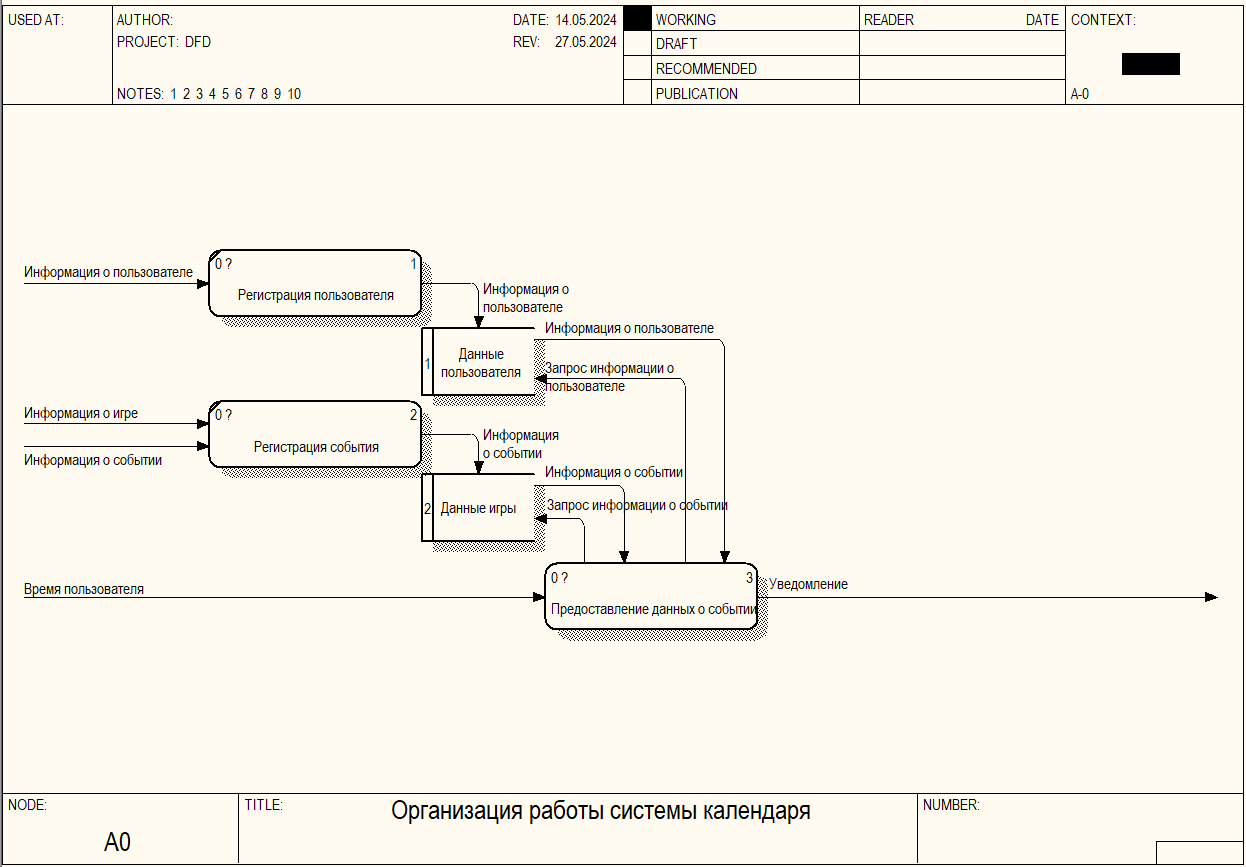 USED AT:
AUTHOR:
DATE: 14.05.2024
PROJECT: DFD
REV: 27.05.2024
NOTES: 1 2 3 4 5 6 7 8 9 10
WORKING
DRAFT
RECOMMENDED
PUBLICATION
READER DATE
CONTEXT:
A-0
Информация о пользователе
0 ? 1
Регистрация пользователя
Информация о
пользователе
1
Данные
пользователя
Информация о пользователе
Запрос информации о
пользователе
Информация о игре
Информация о событии
0 ? 2
Регистрация события
Информация
о событии
2
Данные игры
Информация о событии
Запрос информации о событии
Время пользователя
0 ? 3
Предоставление данных о событии
Уведомление
NODE:
A0
TITLE:
Организация работы системы календаря
NUMBER: